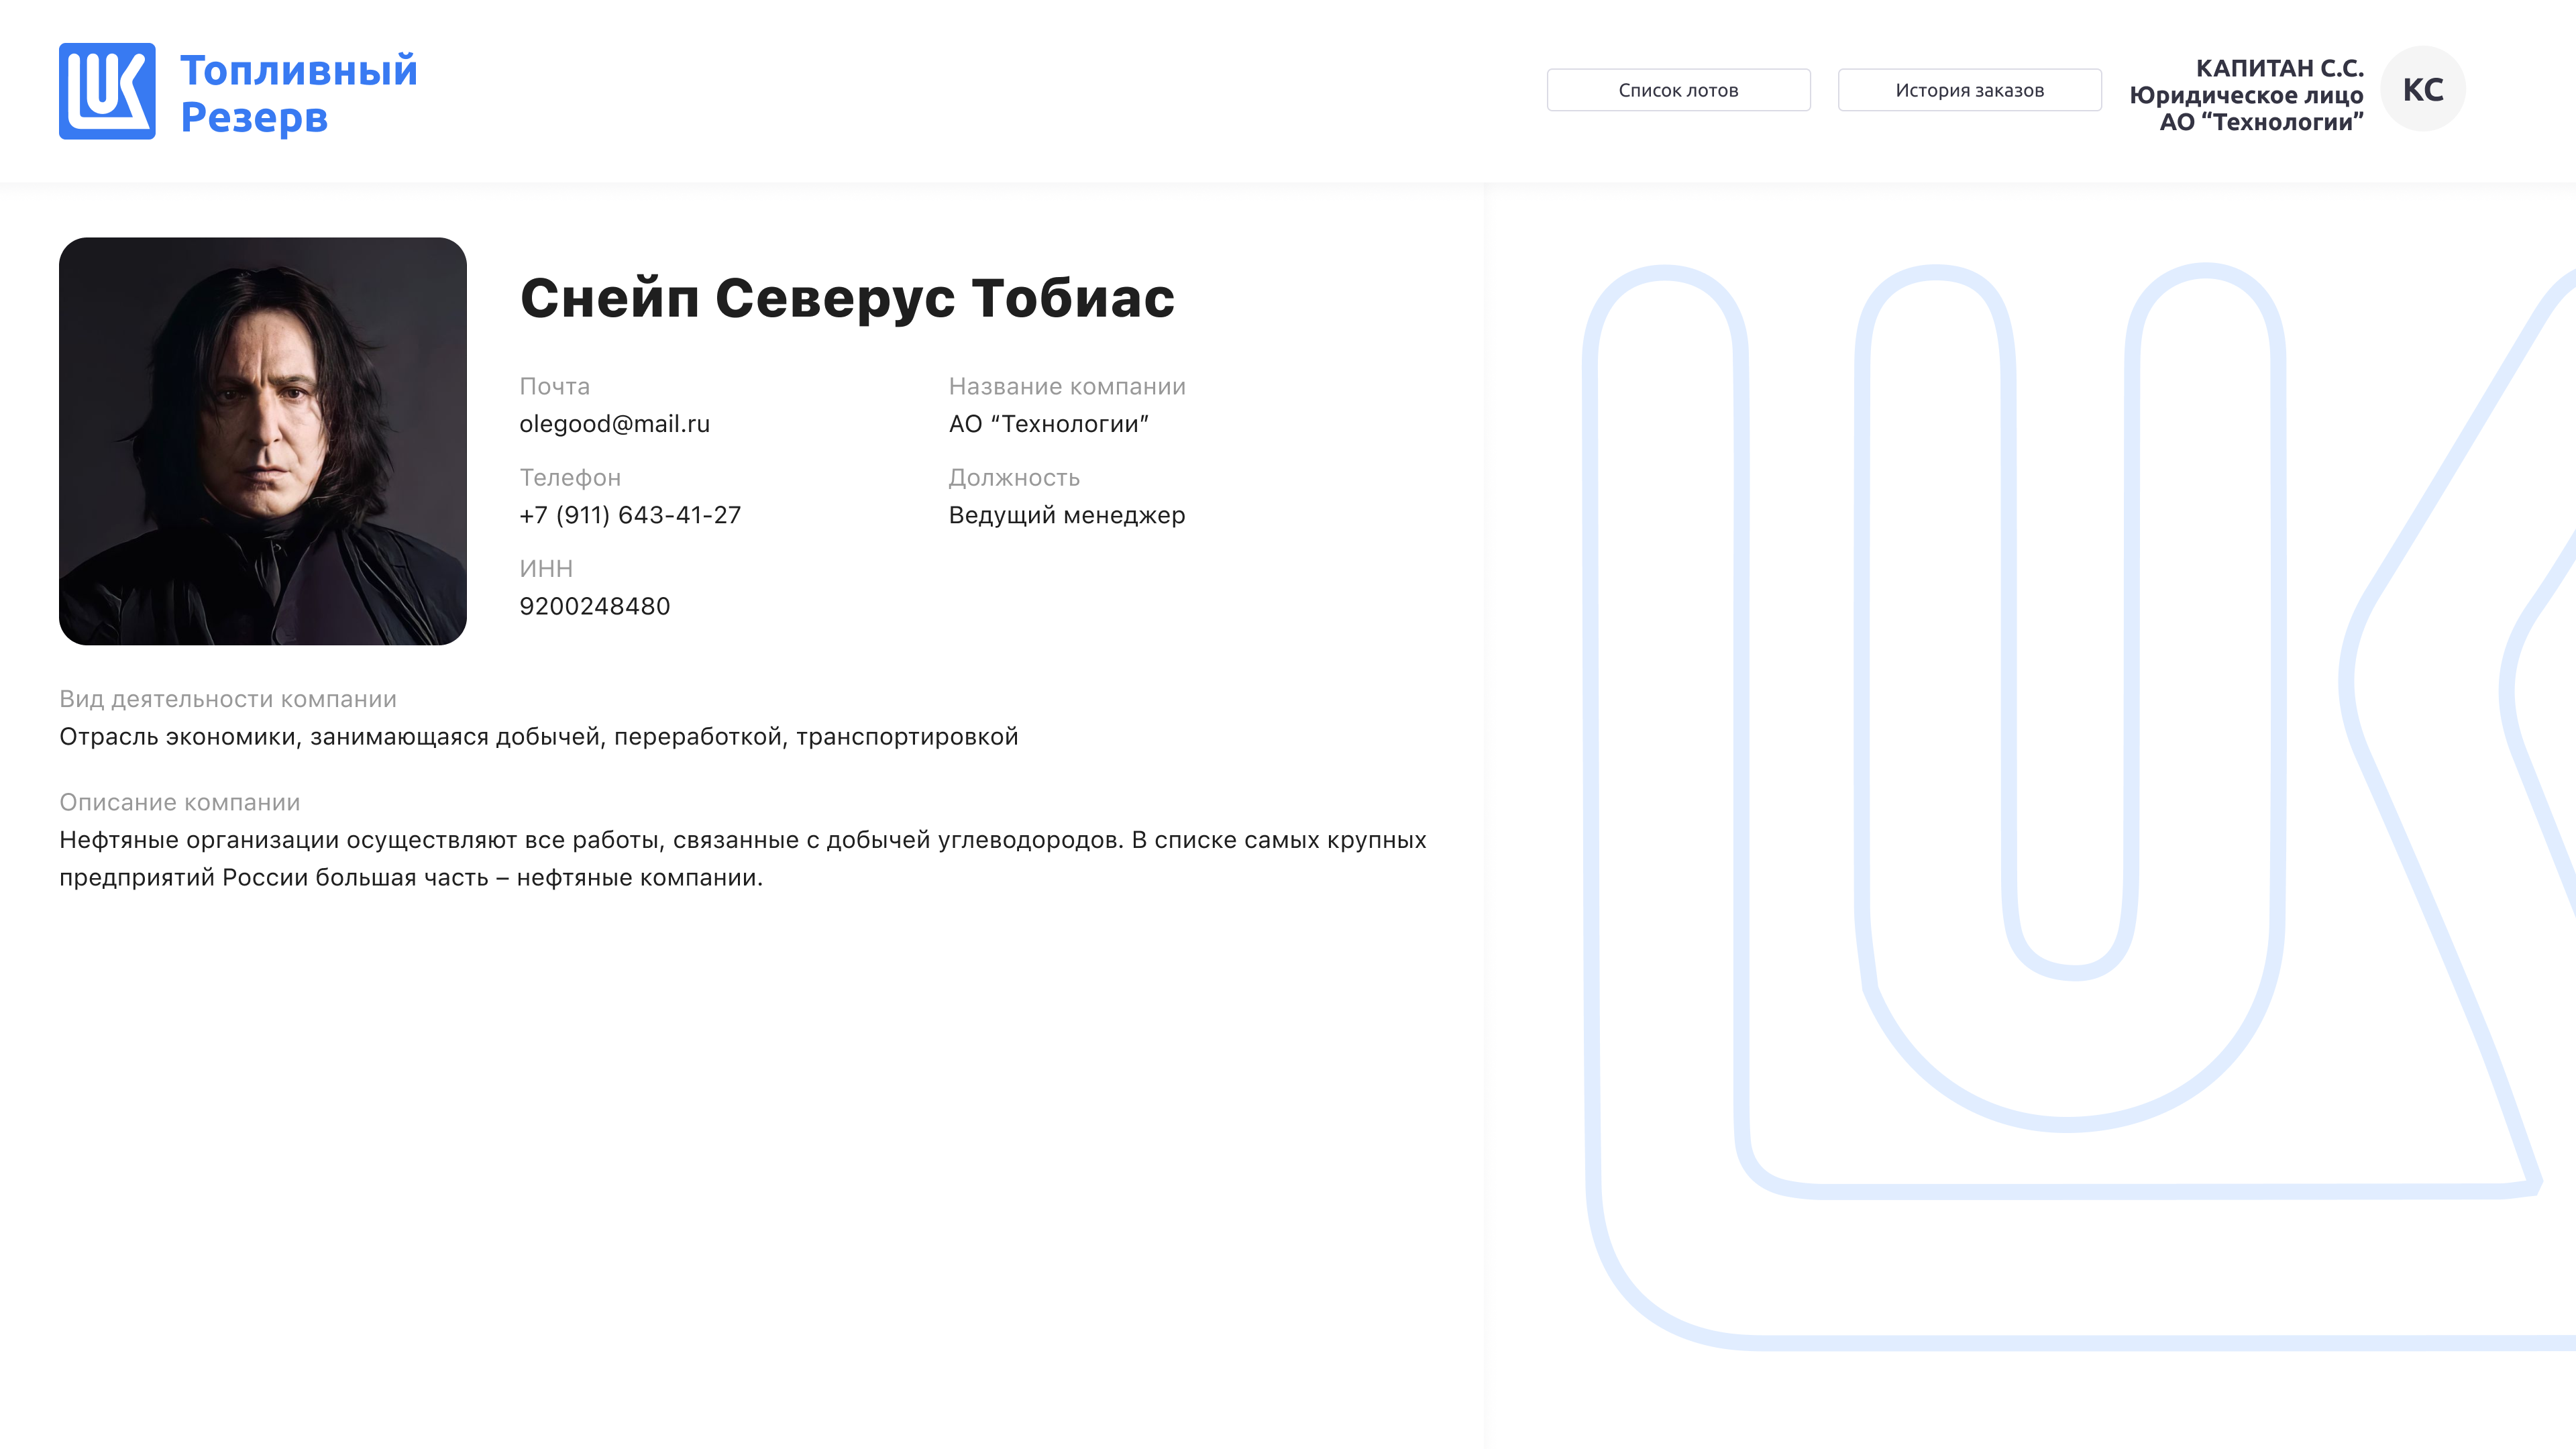 Топливный
Резерв
Список лотов
История заказов
КАПИТАН С.С.
Юридическое лицо
АО “Технологии”
КС
Снейп Северус Тобиас
Почта
olegood@mail.ru
Название компании
АО “Технологии”
Телефон
+7 (911) 643-41-27
Должность
Ведущий менеджер
ИНН
9200248480
Вид деятельности компании
Отрасль экономики, занимающаяся добычей, переработкой, транспортировкой
Описание компании
Нефтяные организации осуществляют все работы, связанные с добычей углеводородов. В списке самых крупных
предприятий России большая часть – нефтяные компании.